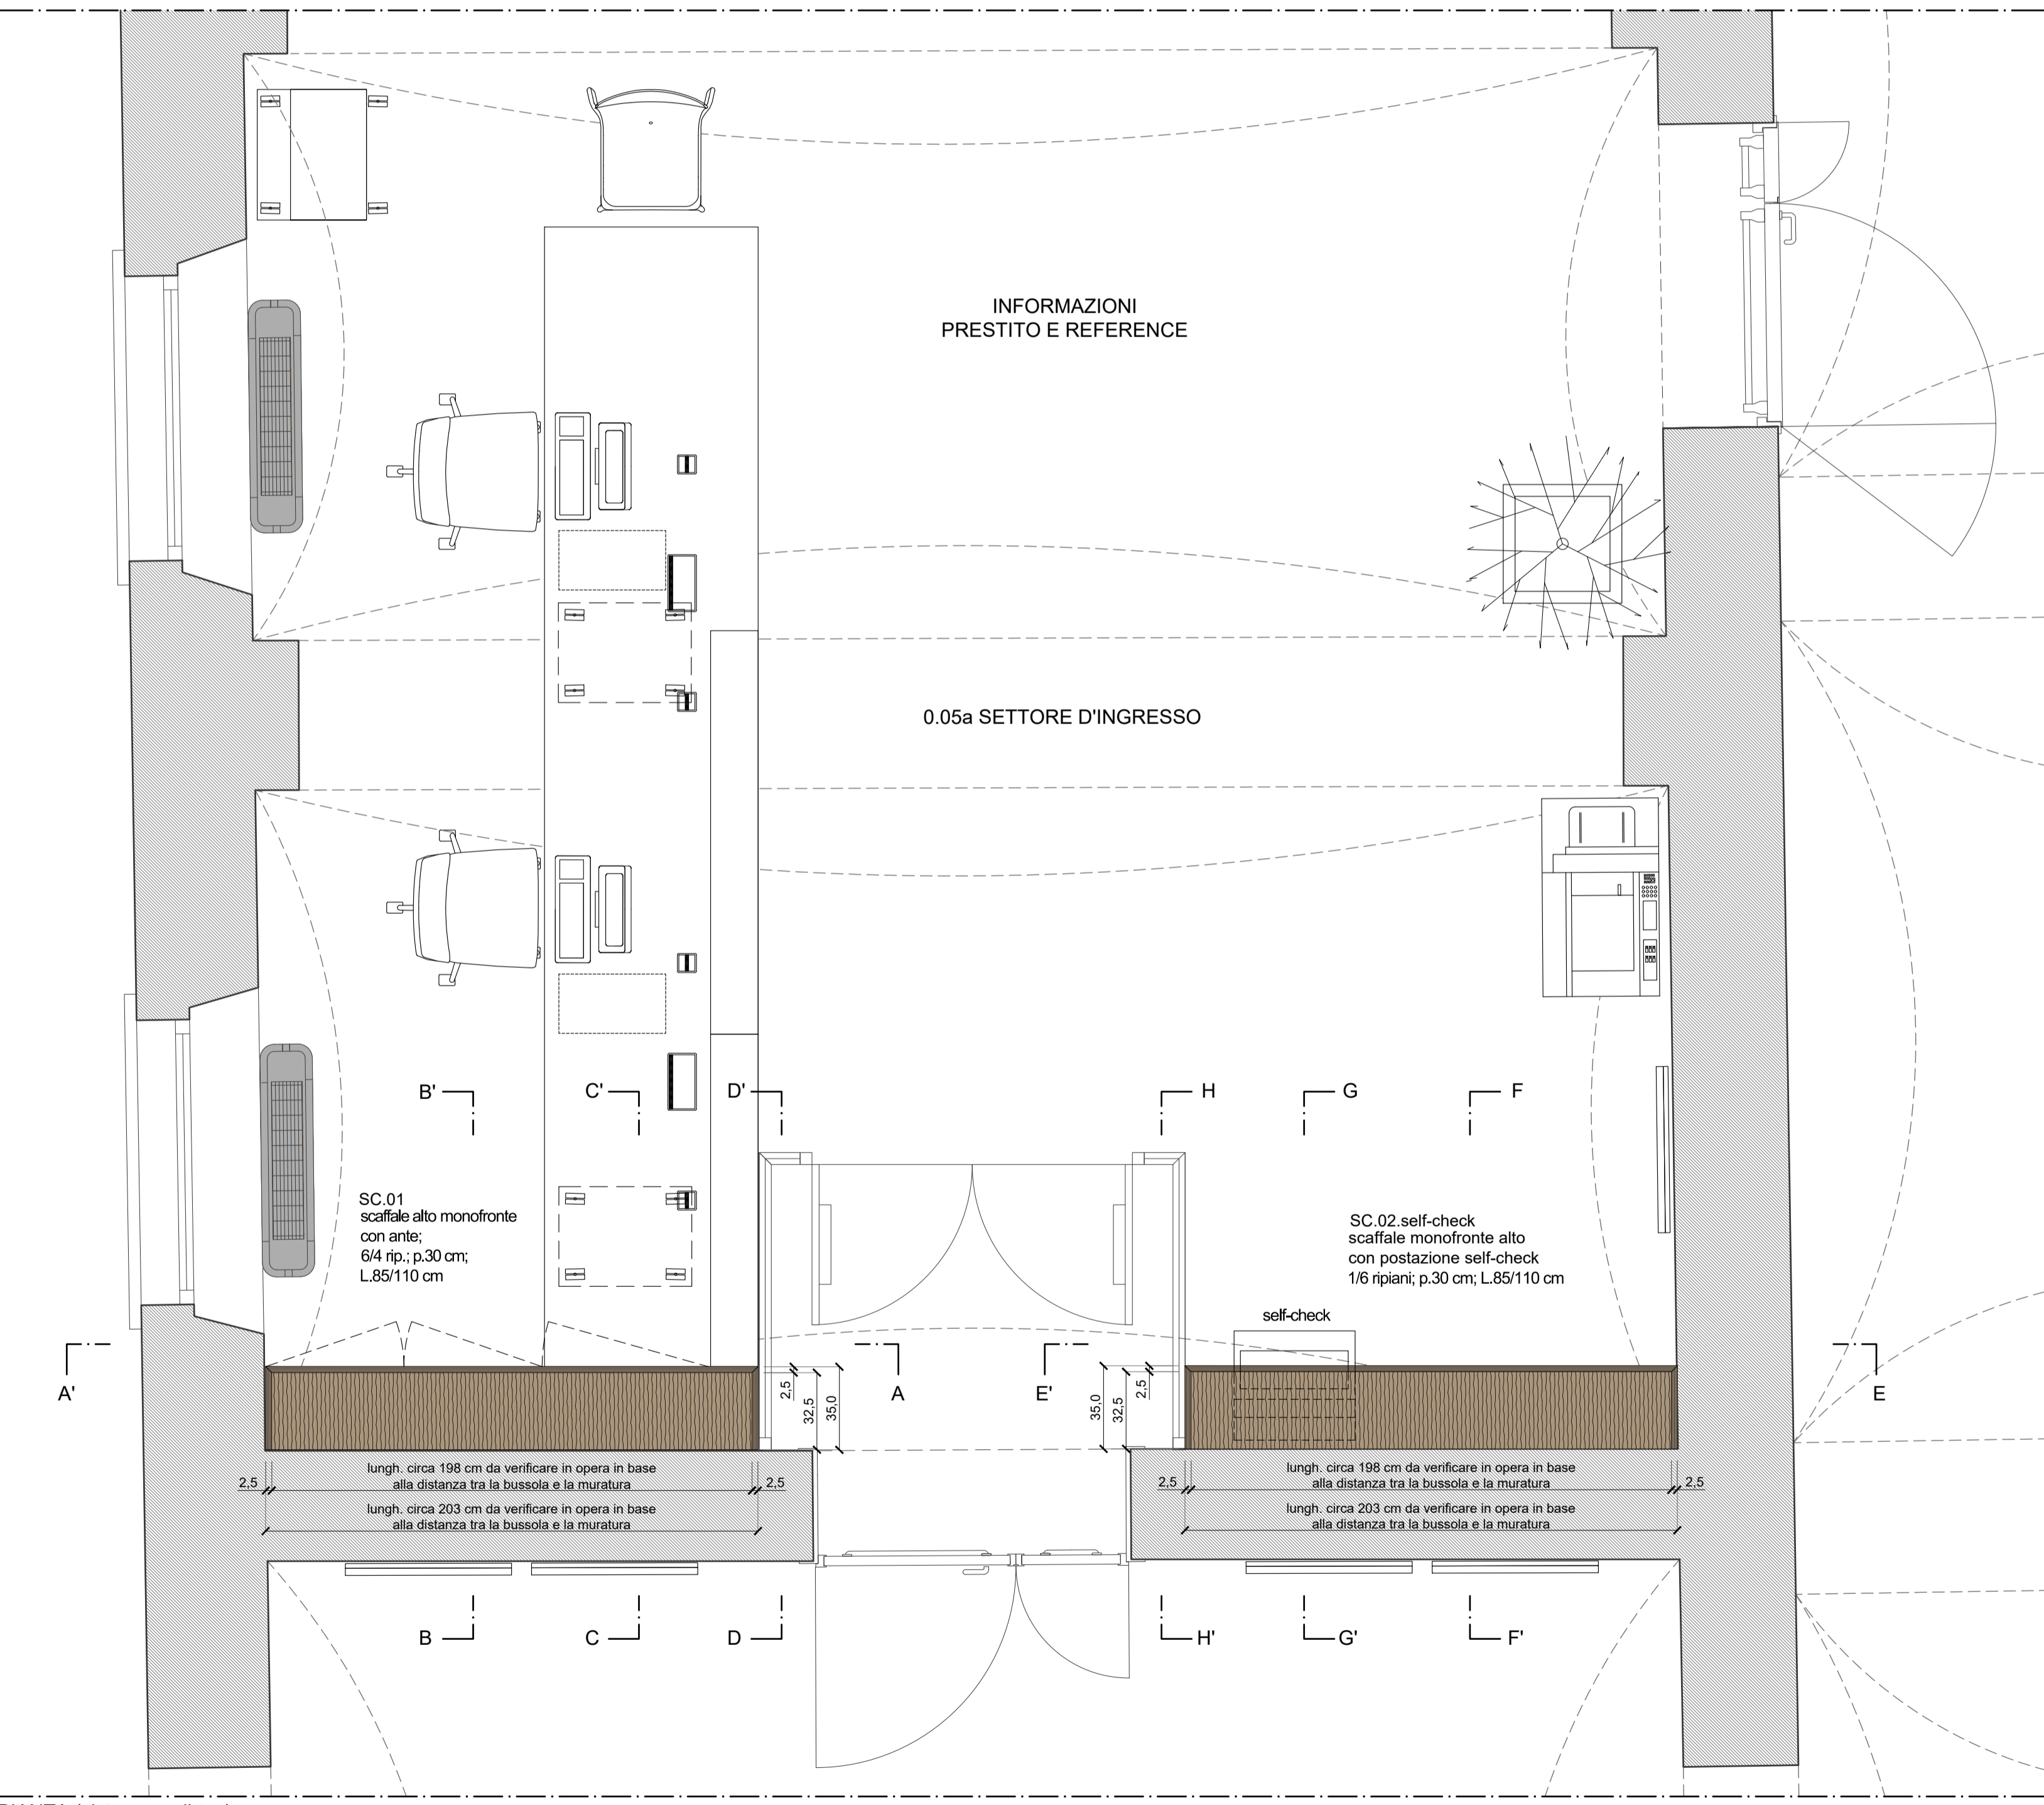 INFORMAZIONI
PRESTITO E REFERENCE
0.05a SETTORE D'INGRESSO
B'
C'
D'
H
G
F
SC.01
scaffale alto monofronte
con ante;
6/4 rip.; p.30 cm;
L.85/110 cm
SC.02.self-check
scaffale monofronte alto
con postazione self-check
1/6 ripiani; p.30 cm; L.85/110 cm
self-check
A'
A
E'
E
2,5
32,5
35,0
35,0
32,5
2,5
2,5
lungh. circa 198 cm da verificare in opera in base
alla distanza tra la bussola e la muratura
2,5
lungh. circa 203 cm da verificare in opera in base
alla distanza tra la bussola e la muratura
2,5
lungh. circa 198 cm da verificare in opera in base
alla distanza tra la bussola e la muratura
2,5
lungh. circa 203 cm da verificare in opera in base
alla distanza tra la bussola e la muratura
B
C
D
H'
G'
F'